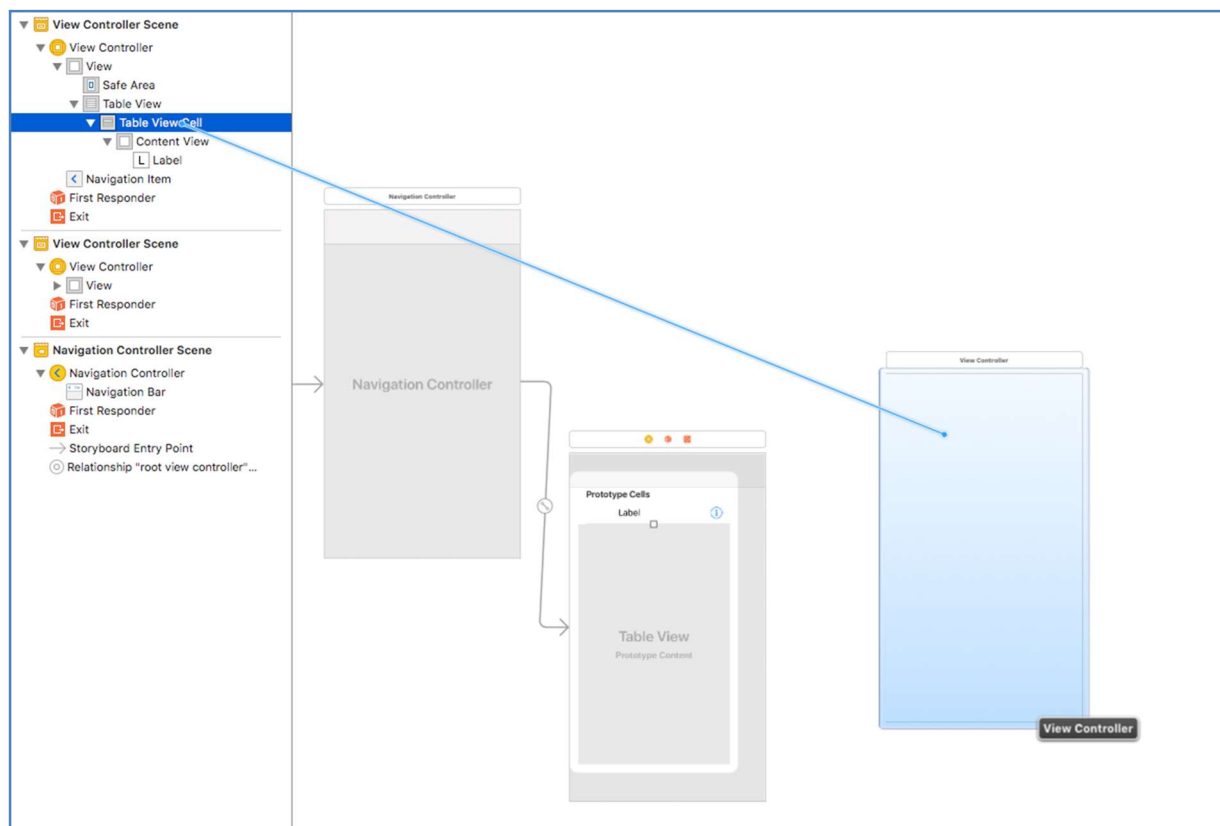 View Controller Scene
View Controller
View
Safe Area
Table View
Table View Cell
Content View
L Label
Navigation Item
First Responder
Exit
View Controller Scene
View Controller
View
First Responder
Exit
Navigation Controller Scene
Navigation Controller
Navigation Bar
First Responder
Exit
Storyboard Entry Point
Relationship "root view controller"...
Navigation Controller
Navigation Controller
Prototype Cells
Label
Table View
Prototype Content
View Controller
View Controller